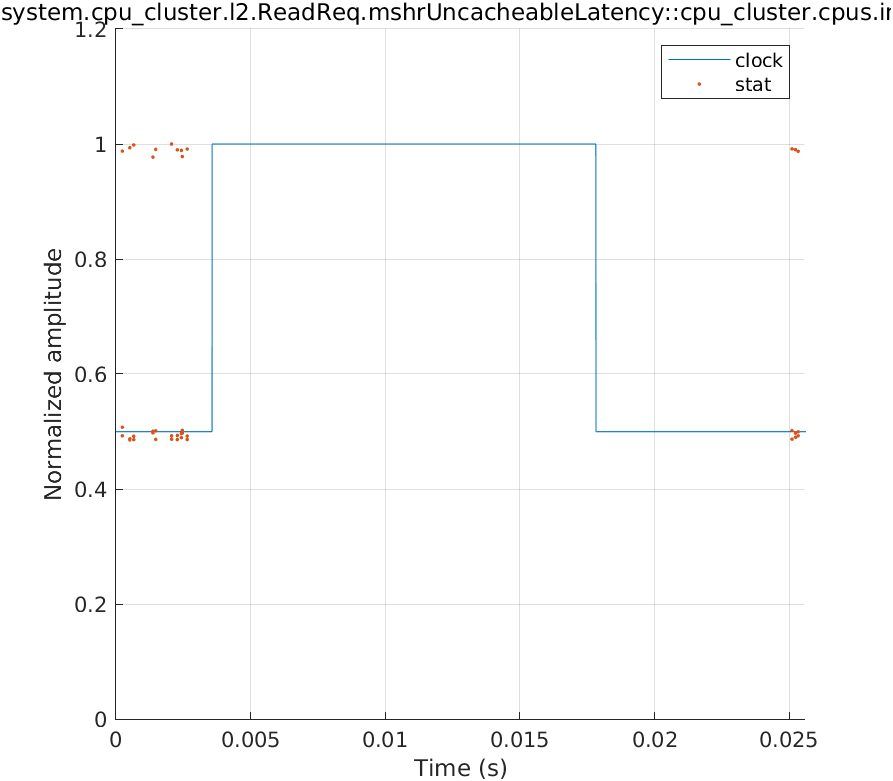 system.cpu_cluster.l2.ReadReq.mshrUncacheableLatency::cpu_cluster.cpus.in
1.2
clock
stat
1
0.8
0.6
0.4
0.2
0
Normalized amplitude
0 0.005 0.01 0.015 0.02 0.025
Time (s)